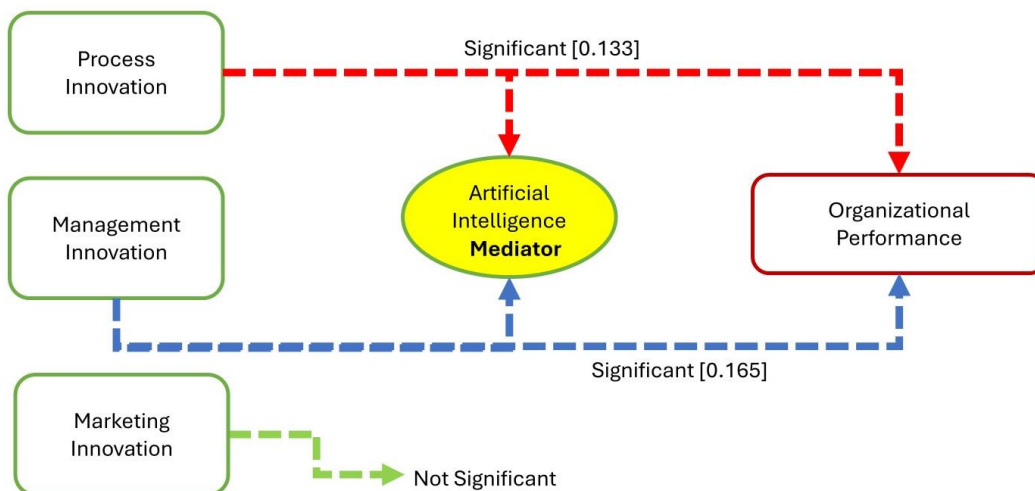 Significant [0.133]
Process
Innovation
Artificial
Intelligence
Mediator
Management
Innovation
Organizational
Performance
Significant [0.165]
Marketing
Innovation
Not Significant